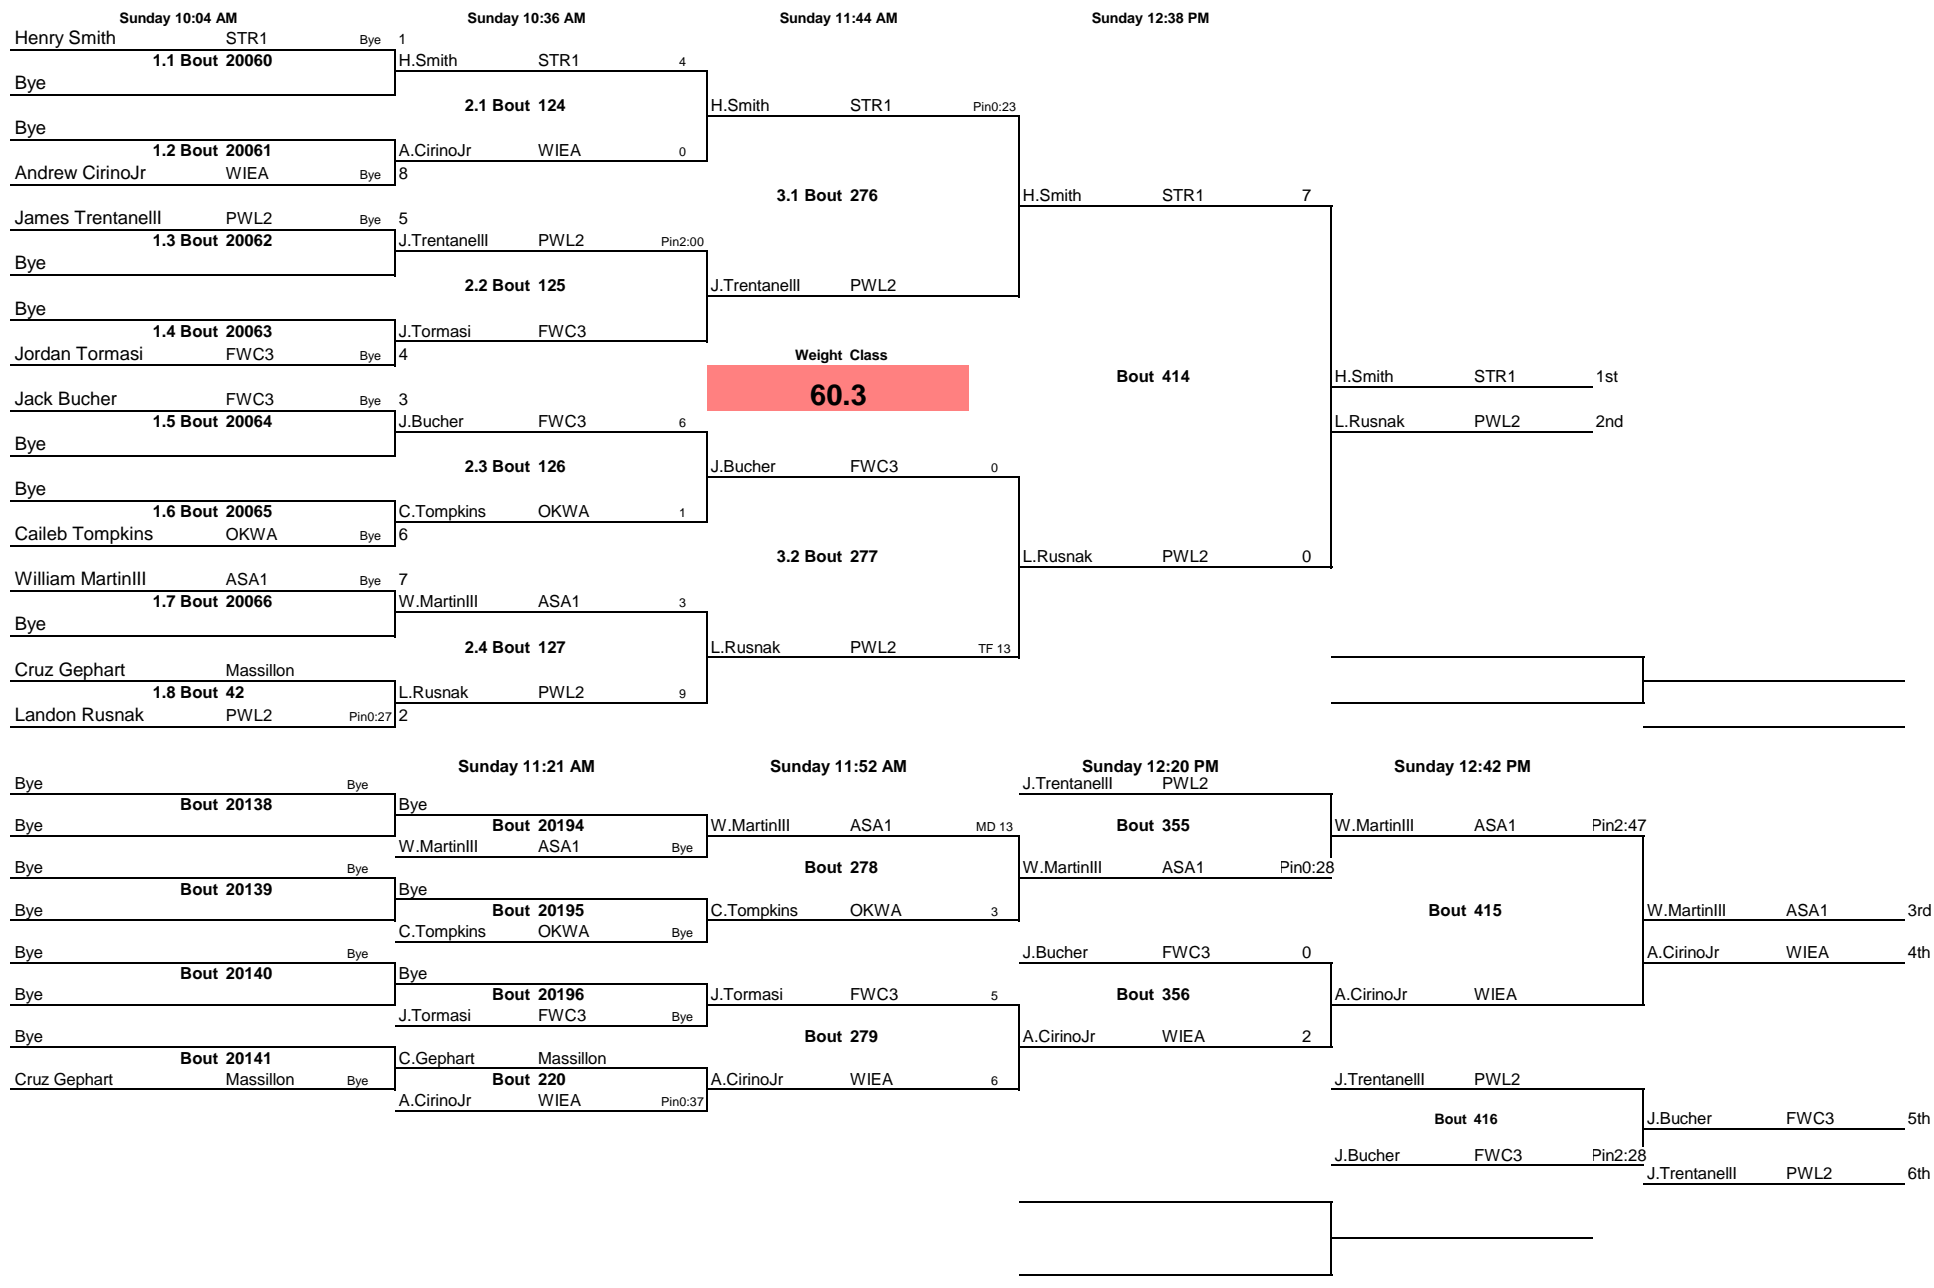 Sunday 10:04 AM Sunday 10:36 AM Sunday 11:44 AM Sunday 12:38 PM
Henry Smith STR1 Bye 1
1.1 Bout 20060 H.Smith STR1 4
Bye
2.1 Bout 124 H.Smith STR1 Pin0:23
Bye
1.2 Bout 20061 A.CirinoJr WIEA 0
Andrew CirinoJr WIEA Bye 8
3.1 Bout 276 H.Smith STR1 7
James TrentanelII PWL2 Bye 5
1.3 Bout 20062 J.TrentanelII PWL2 Pin2:00
Bye
2.2 Bout 125 J.TrentanelII PWL2
Bye
1.4 Bout 20063 J.Tormasi FWC3
Jordan Tormasi FWC3 Bye 4 Weight Class
Bout 414 H.Smith STR1 1st
Jack Bucher FWC3 Bye 3 60.3
1.5 Bout 20064 J.Bucher FWC3 6 L.Rusnak PWL2 2nd
Bye
2.3 Bout 126 J.Bucher FWC3 0
Bye
1.6 Bout 20065 C.Tompkins OKWA 1
Caileb Tompkins OKWA Bye 6
3.2 Bout 277 L.Rusnak PWL2 0
William MartinIII ASA1 Bye 7
1.7 Bout 20066 W.MartinIII ASA1 3
Bye
2.4 Bout 127 L.Rusnak PWL2 TF 13
Cruz Gephart Massillon
1.8 Bout 42 L.Rusnak PWL2 9
Landon Rusnak PWL2 Pin0:27 2
Sunday 11:21 AM Sunday 11:52 AM Sunday 12:20 PM Sunday 12:42 PM
Bye Bye J.TrentanelII PWL2
Bout 20138 Bye
Bye Bout 20194 W.MartinIII ASA1 MD 13 Bout 355 W.MartinIII ASA1 Pin2:47
W.MartinIII ASA1 Bye
Bye Bye Bout 278 W.MartinIII ASA1 Pin0:28
Bout 20139 Bye
Bye Bout 20195 C.Tompkins OKWA 3 Bout 415 W.MartinIII ASA1 3rd
C.Tompkins OKWA Bye
Bye Bye J.Bucher FWC3 0 A.CirinoJr WIEA 4th
Bout 20140 Bye
Bye Bout 20196 J.Tormasi FWC3 5 Bout 356 A.CirinoJr WIEA
J.Tormasi FWC3 Bye
Bye Bout 279 A.CirinoJr WIEA 2
Bout 20141 C.Gephart Massillon
Cruz Gephart Massillon Bye Bout 220 A.CirinoJr WIEA 6 J.TrentanelII PWL2
A.CirinoJr WIEA Pin0:37
Bout 416 J.Bucher FWC3 5th
J.Bucher FWC3 Pin2:28
J.TrentanelII PWL2 6th